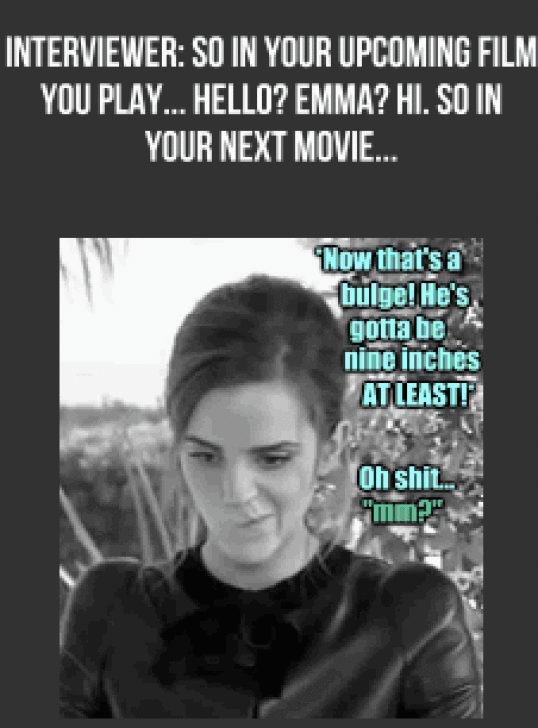 INTERVIEWER: SO IN YOUR UPCOMING FILM
YOU PLAY... HELLO? EMMA? HI. SO IN
YOUR NEXT MOVIE...
*Now that's a
bulge! He's
gotta be
nine inches
AT LEAST!*
Oh shit...
"mm?"